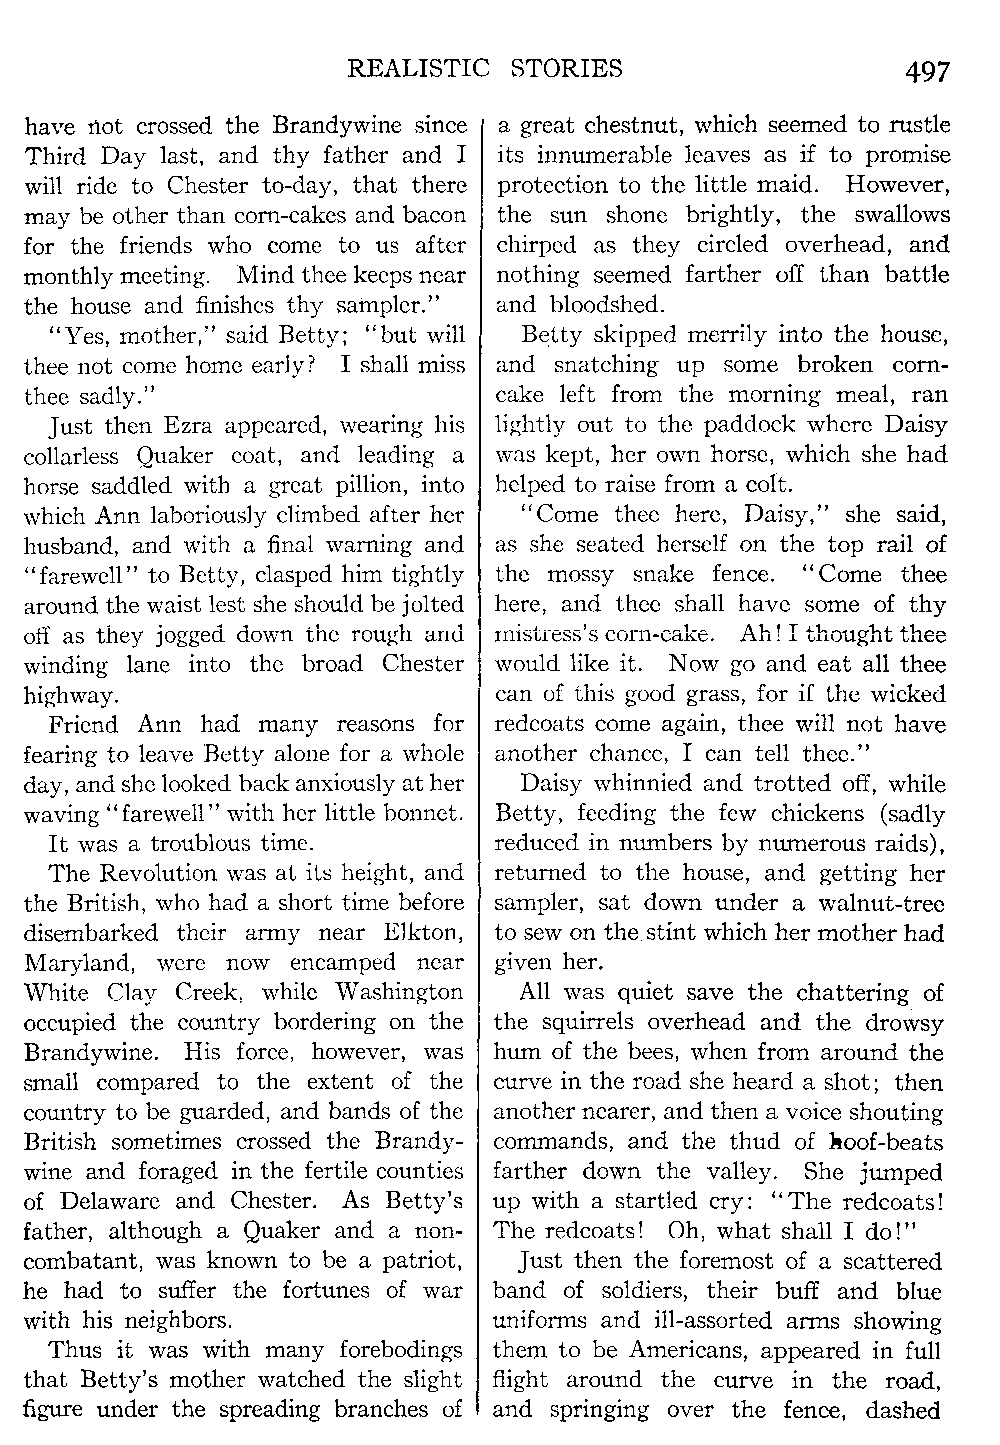 REALISTIC STORIES 497
have not crossed the Brandywine since
Third Day last, and thy father and I
will ride to Chester to-day, that there
may be other than corn-cakes and bacon
for the friends who come to us after
monthly meeting. Mind thee keeps near
the house and finishes thy sampler."
"Yes, mother," said Betty; "but will
thee not come home early? I shall miss
thee sadly."
Just then Ezra appeared, wearing his
collarless Quaker coat, and leading a
horse saddled with a great pillion, into
which Ann laboriously climbed after her
husband, and with a final warning and
"farewell" to Betty, clasped him tightly
around the waist lest she should be jolted
off as they jogged down the rough and
winding lane into the broad Chester
highway.
Friend Ann had many reasons for
fearing to leave Betty alone for a whole
day, and she looked back anxiously at her
waving "farewell" with her little bonnet.
It was a troublous time.
The Revolution was at its height, and
the British, who had a short time before
disembarked their army near Elkton,
Maryland, were now encamped near
White Clay Creek, while Washington
occupied the country bordering on the
Brandywine. His force, however, was
small compared to the extent of the
country to be guarded, and bands of the
British sometimes crossed the Brandy-
wine and foraged in the fertile counties
of Delaware and Chester. As Betty's
father, although a Quaker and a non-
combatant, was known to be a patriot,
he had to suffer the fortunes of war
with his neighbors.
Thus it was with many forebodings
that Betty's mother watched the slight
figure under the spreading branches of
a great chestnut, which seemed to rustle
its innumerable leaves as if to promise
protection to the little maid. However,
the sun shone brightly, the swallows
chirped as they circled overhead, and
nothing seemed farther off than battle
and bloodshed.
Betty skipped merrily into the house,
and snatching up some broken corn-
cake left from the morning meal, ran
lightly out to the paddock where Daisy
was kept, her own horse, which she had
helped to raise from a colt.
"Come thee here, Daisy," she said,
as she seated herself on the top rail of
the mossy snake fence. "Come thee
here, and thee shall have some of thy
mistress's corn-cake. Ah! I thought thee
would like it. Now go and eat all thee
can of this good grass, for if the wicked
redcoats come again, thee will not have
another chance, I can tell thee."
Daisy whinnied and trotted off, while
Betty, feeding the few chickens (sadly
reduced in numbers by numerous raids),
returned to the house, and getting her
sampler, sat down under a walnut-tree
to sew on the stint which her mother had
given her.
All was quiet save the chattering of
the squirrels overhead and the drowsy
hum of the bees, when from around the
curve in the road she heard a shot; then
another nearer, and then a voice shouting
commands, and the thud of hoof-beats
farther down the valley. She jumped
up with a startled cry: "The redcoats!
The redcoats! Oh, what shall I do!"
Just then the foremost of a scattered
band of soldiers, their buff and blue
uniforms and ill-assorted arms showing
them to be Americans, appeared in full
flight around the curve in the road,
and springing over the fence, dashed